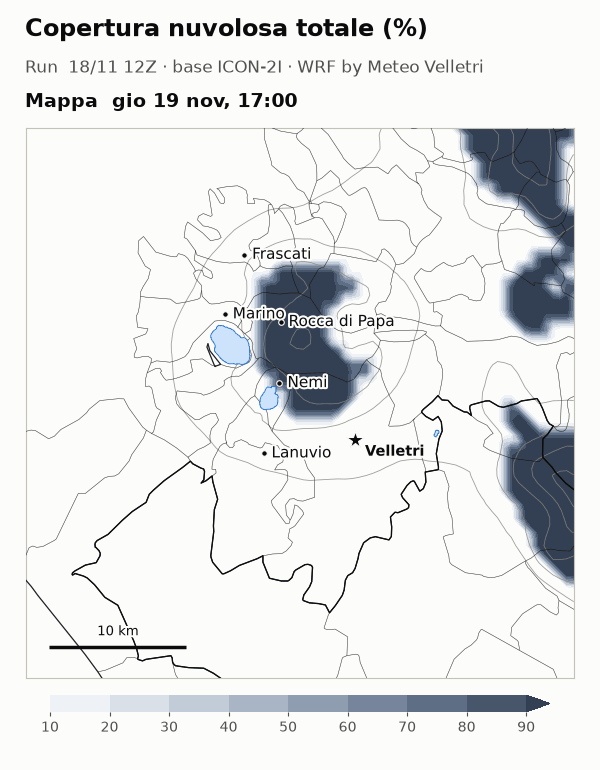 Copertura nuvolosa totale (%)
Run  18/11 12Z · base ICON-2I · WRF by Meteo Velletri
Mappa  gio 19 nov, 17:00
Frascati
Marino
Rocca di Papa
Nemi
Velletri
Lanuvio
10 km
10 20 30 40 50 60 70 80 90